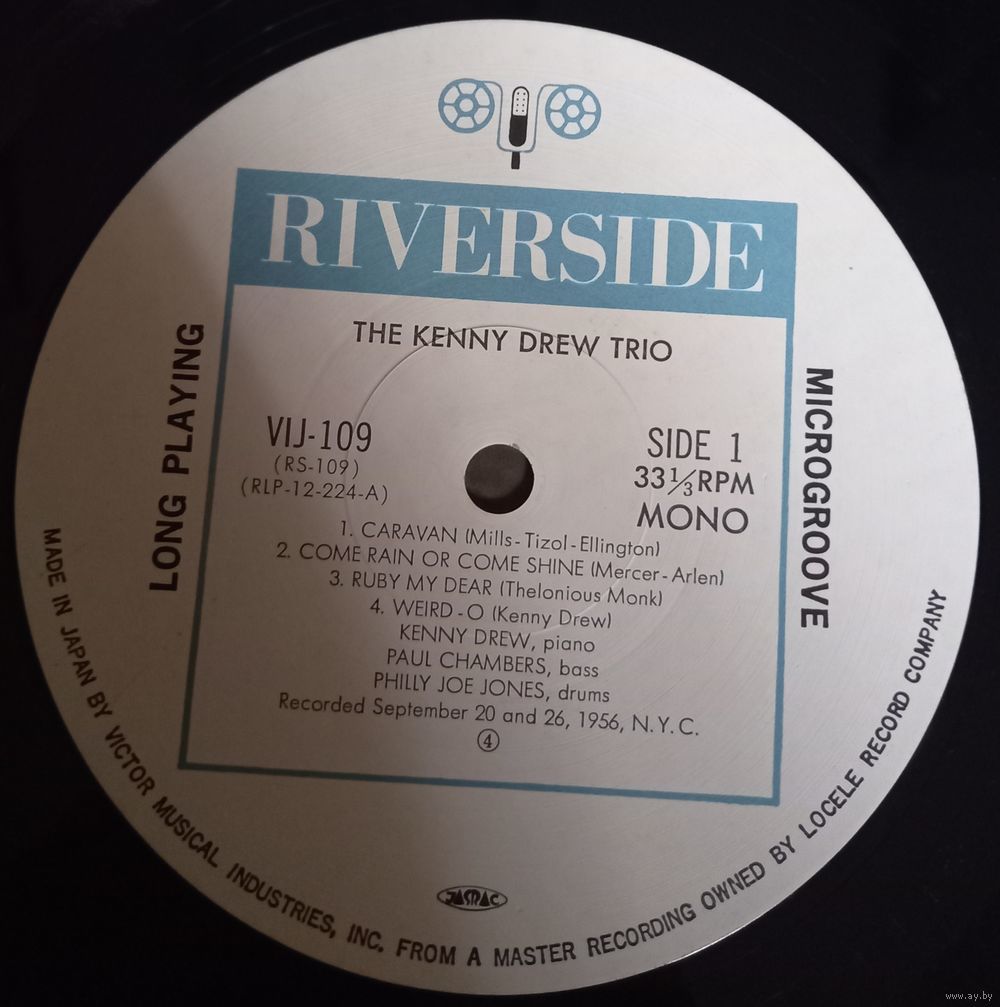 RIVERSIDE
THE KENNY DREW TRIO
LONG PLAYING
MICROGROOVE
VIJ-109
(RS-109)
(RLP-12-224-A)
SIDE 1
33⅓RPM
MONO
1. CARAVAN (Mills-Tizol-Ellington)
2. COME RAIN OR COME SHINE (Mercer-Arlen)
3. RUBY MY DEAR (Thelonious Monk)
4. WEIRD-O (Kenny Drew)
KENNY DREW, piano
PAUL CHAMBERS, bass
PHILLY JOE JONES, drums
Recorded September 20 and 26, 1956, N.Y.C.
④
JASRAC
MADE IN JAPAN BY VICTOR MUSICAL INDUSTRIES, INC. FROM A MASTER RECORDING OWNED BY LOCELE RECORD COMPANY
www.ay.by